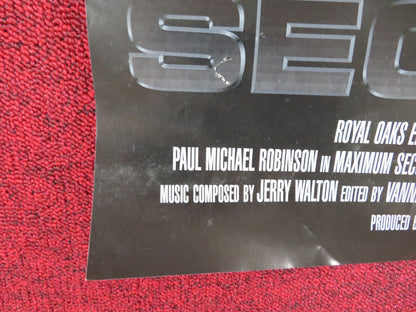 SEC
ROYAL OAKS E
PAUL MICHAEL ROBINSON IN MAXIMUM SEC
MUSIC COMPOSED BY JERRY WALTON EDITED BY VANN
PRODUCED B